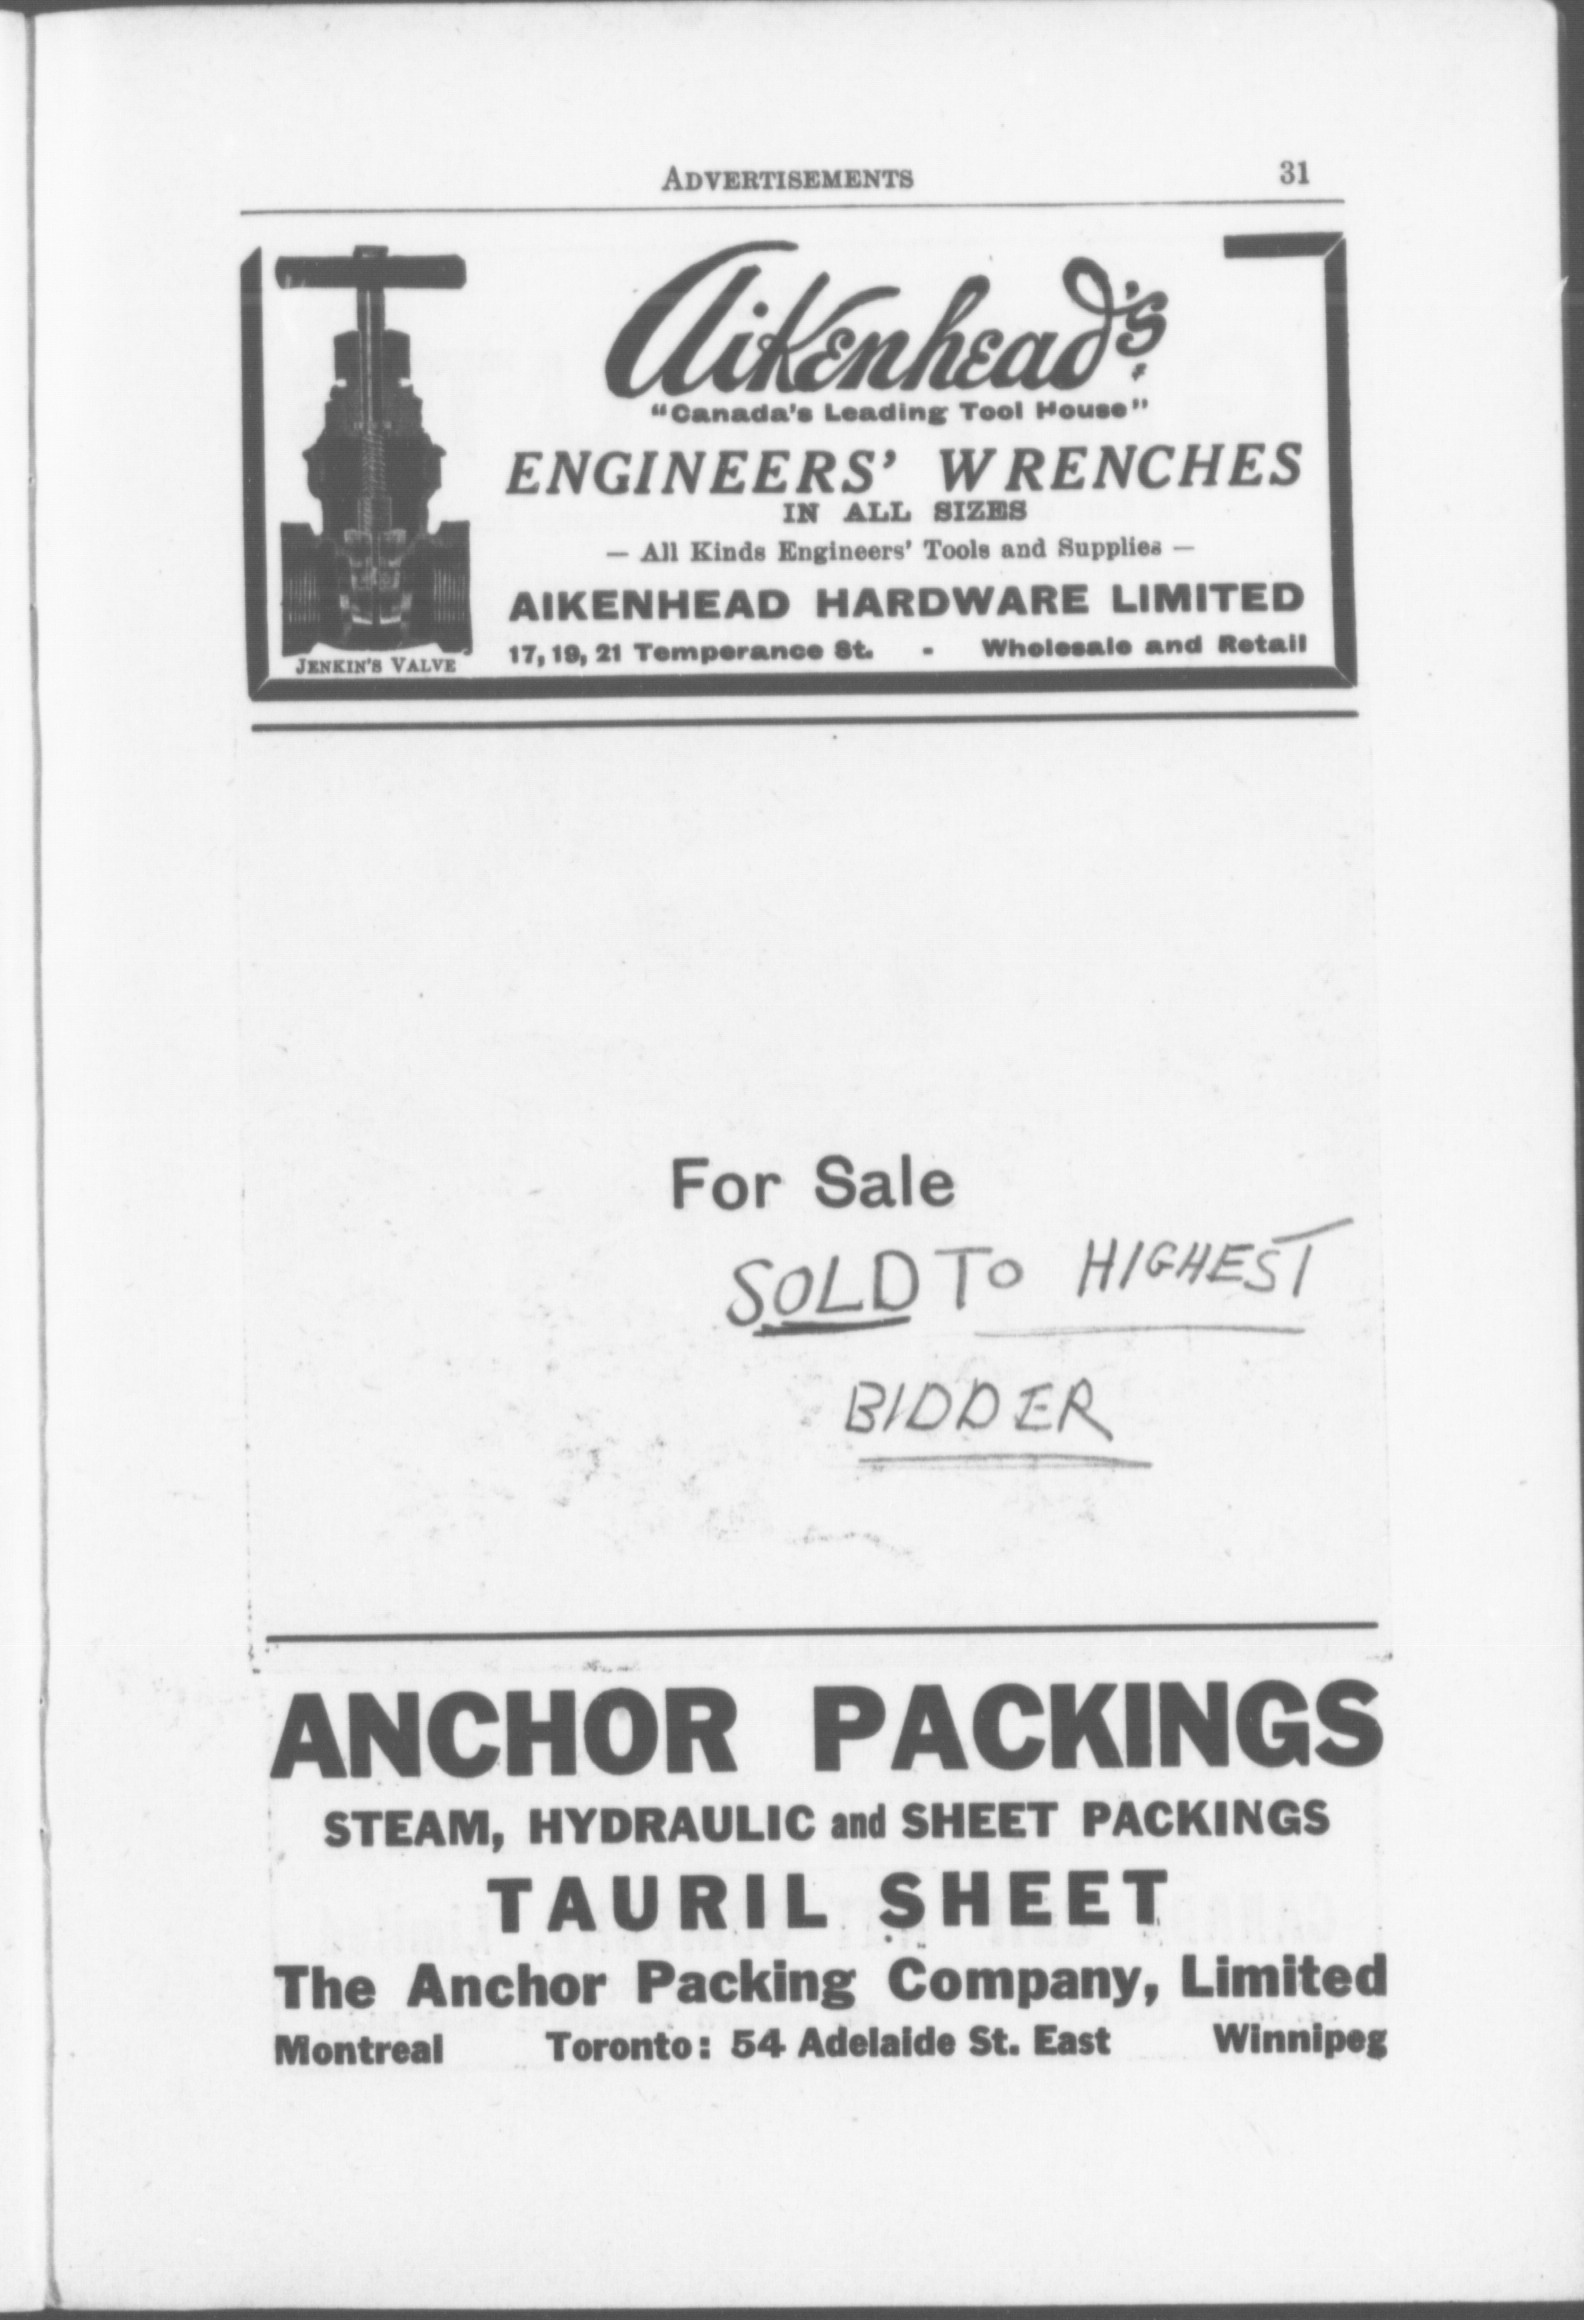 ADVERTISEMENTS 31
Aikenhead's
"Canada's Leading Tool House"
ENGINEERS' WRENCHES
IN ALL SIZES
— All Kinds Engineers' Tools and Supplies —
AIKENHEAD HARDWARE LIMITED
17, 19, 21 Temperance St. - Wholesale and Retail
JENKIN'S VALVE
For Sale
SOLD TO HIGHEST
BIDDER
ANCHOR PACKINGS
STEAM, HYDRAULIC and SHEET PACKINGS
TAURIL SHEET
The Anchor Packing Company, Limited
Montreal Toronto: 54 Adelaide St. East Winnipeg